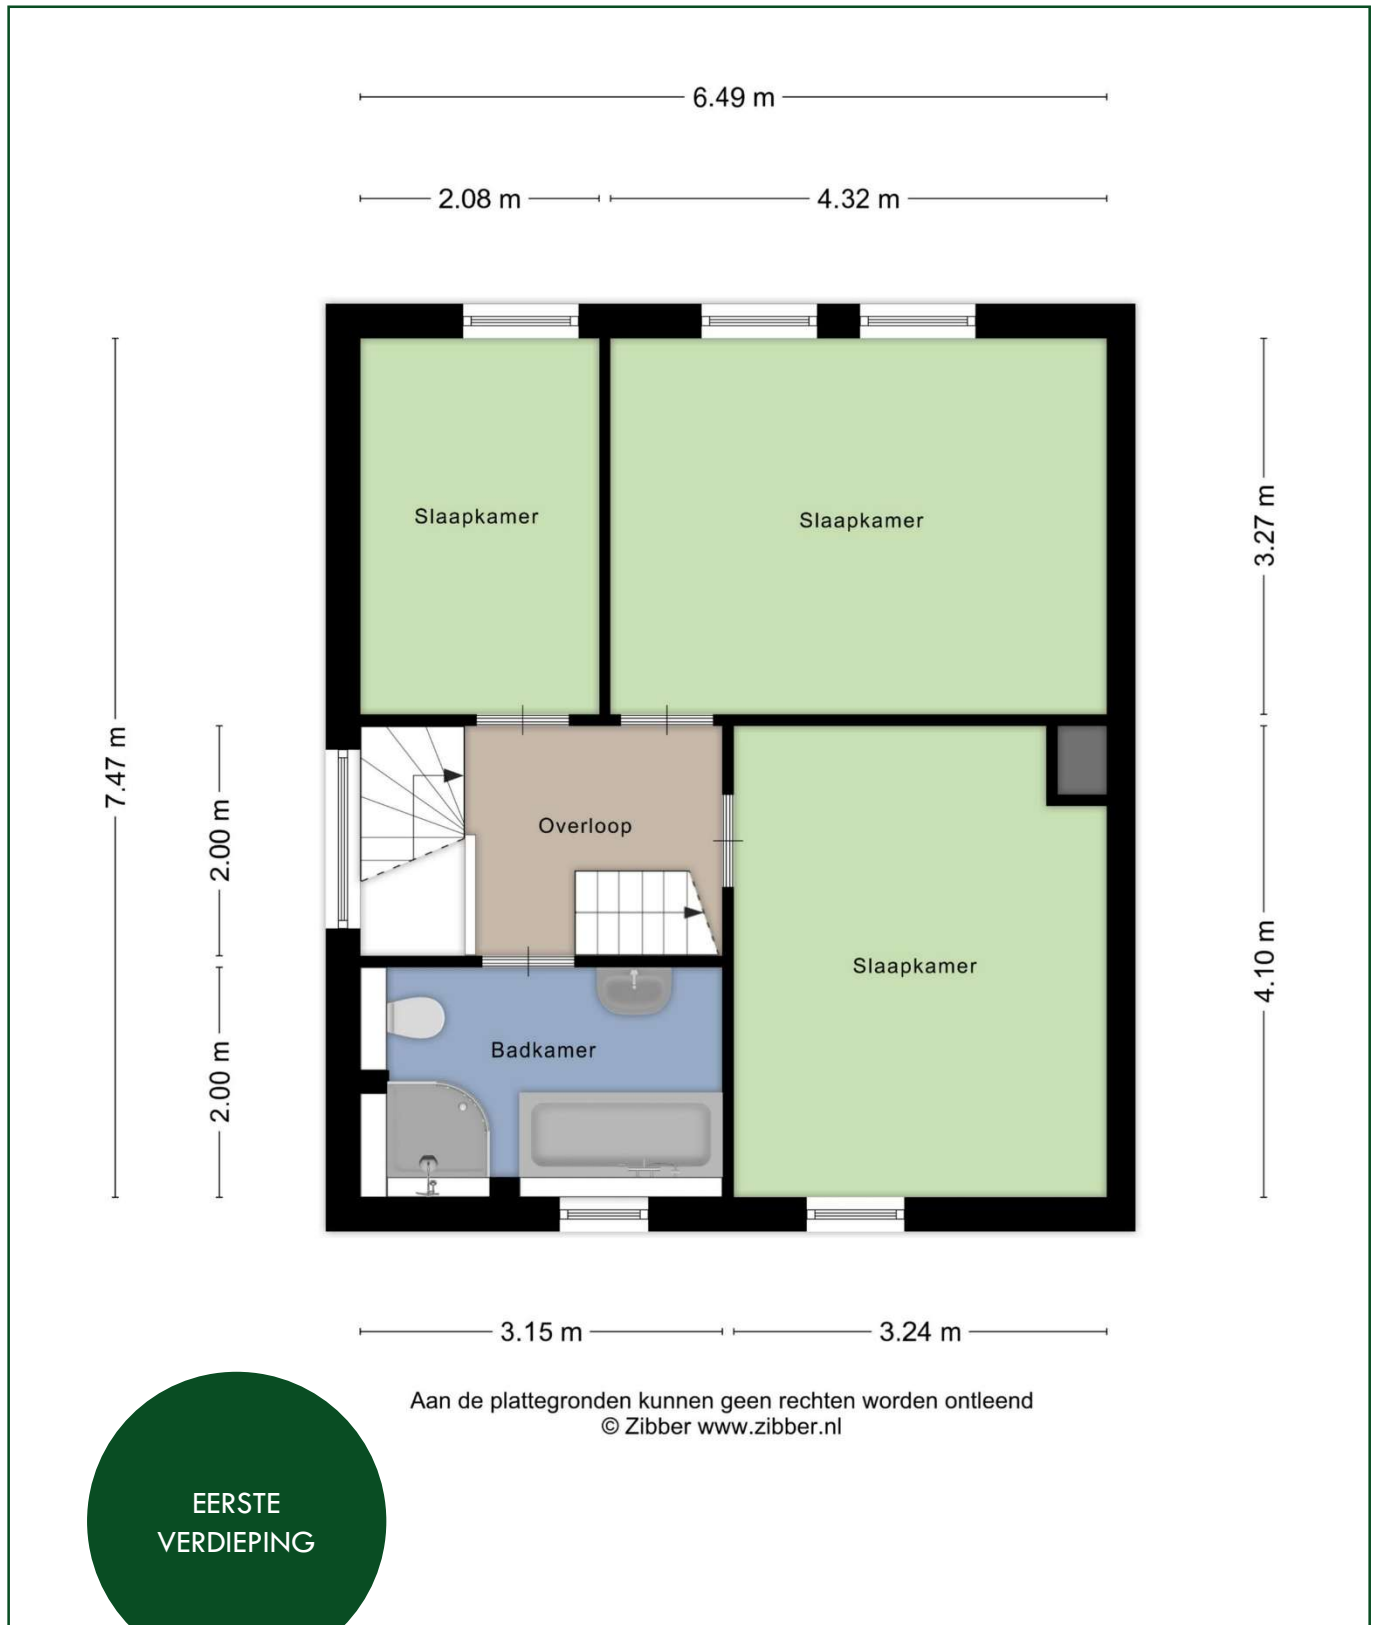 6.49 m
2.08 m
4.32 m
Slaapkamer
Slaapkamer
3.27 m
7.47 m
2.00 m
Overloop
4.10 m
Slaapkamer
2.00 m
Badkamer
3.15 m
3.24 m
Aan de plattegronden kunnen geen rechten worden ontleend
© Zibber www.zibber.nl
EERSTE
VERDIEPING